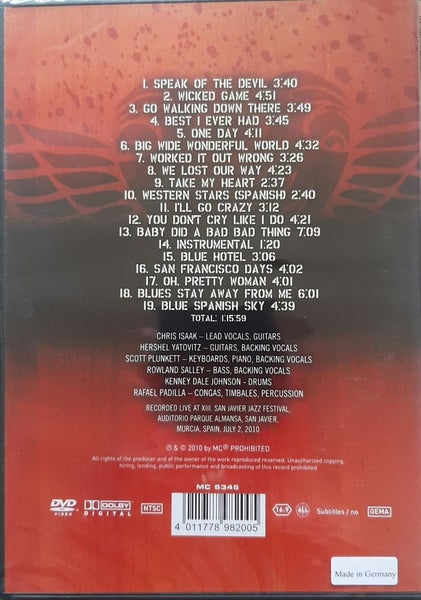 1. SPEAK OF THE DEVIL 3:40
2. WICKED GAME 4:51
3. GO WALKING DOWN THERE 3:49
4. BEST I EVER HAD 3:45
5. ONE DAY 4:11
6. BIG WIDE WONDERFUL WORLD 4:32
7. WORKED IT OUT WRONG 3:26
8. WE LOST OUR WAY 4:23
9. TAKE MY HEART 2:37
10. WESTERN STARS (SPANISH) 2:40
11. I'LL GO CRAZY 3:12
12. YOU DON'T CRY LIKE I DO 4:21
13. BABY DID A BAD BAD THING 7:09
14. INSTRUMENTAL 1:20
15. BLUE HOTEL 3:06
16. SAN FRANCISCO DAYS 4:02
17. OH, PRETTY WOMAN 4:01
18. BLUES STAY AWAY FROM ME 6:01
19. BLUE SPANISH SKY 4:39
TOTAL: 1:15.59
CHRIS ISAAK – LEAD VOCALS, GUITARS
HERSHEL YATOVITZ – GUITARS, BACKING VOCALS
SCOTT PLUNKETT – KEYBOARDS, PIANO, BACKING VOCALS
ROWLAND SALLEY – BASS, BACKING VOCALS
KENNEY DALE JOHNSON - DRUMS
RAFAEL PADILLA – CONGAS, TIMBALES, PERCUSSION
RECORDED LIVE AT XIII. SAN JAVIER JAZZ FESTIVAL,
AUDITORIO PARQUE ALMANSA, SAN JAVIER,
MURCIA, SPAIN, JULY 2, 2010
℗ & © 2010 by MC® PROHIBITED
All rights of the producer and of the owner of the work reproduced reserved. Unauthorized copying,
hiring, lending, public performance and broadcasting of this record prohibited
MC 6345
DVD VIDEO
DOLBY DIGITAL
NTSC
4 011778 982005
16:9
ALL
Subtitles / no
GEMA
Made in Germany